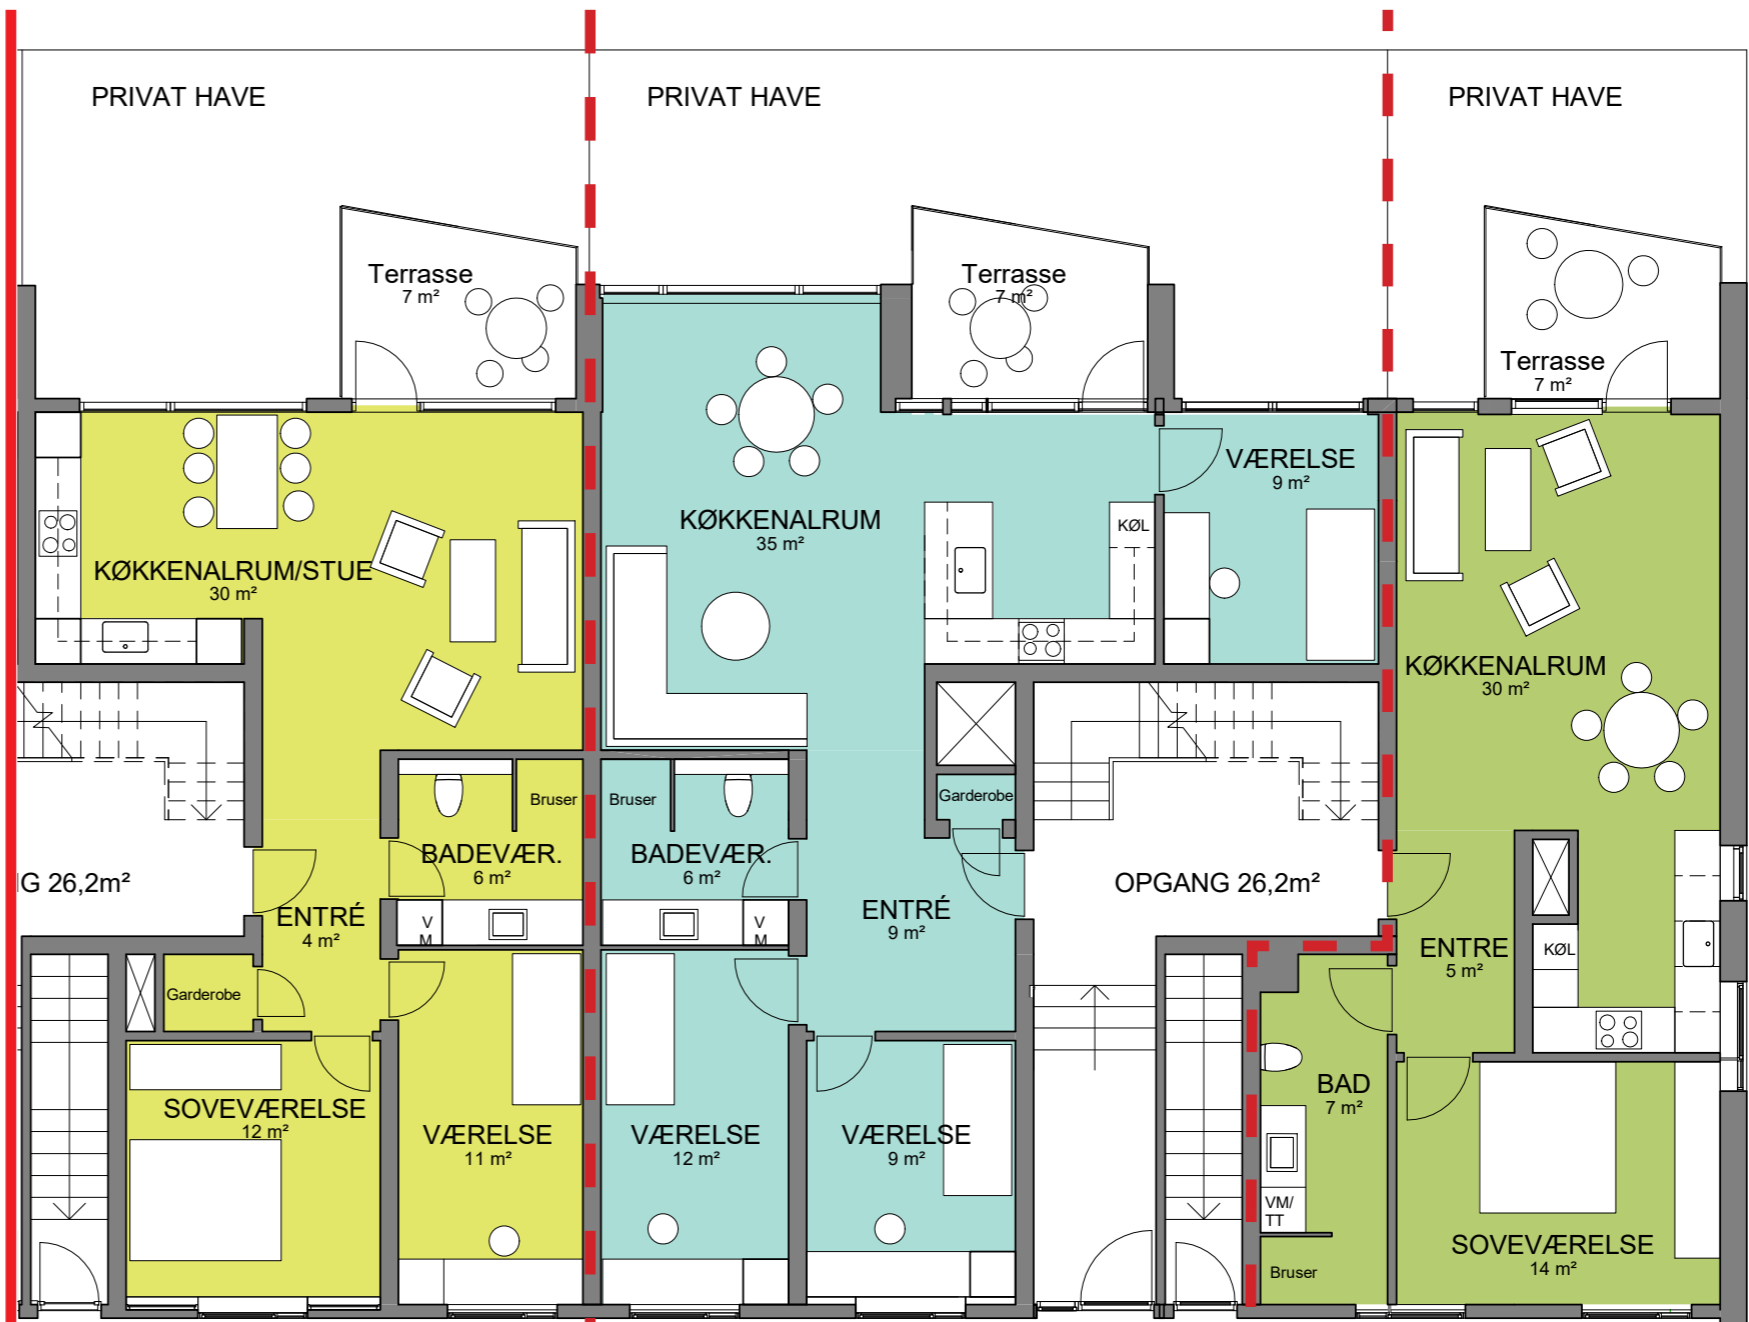 PRIVAT HAVE
PRIVAT HAVE
PRIVAT HAVE
Terrasse
7 m²
Terrasse
7 m²
Terrasse
7 m²
KØKKENALRUM/STUE
30 m²
KØKKENALRUM
35 m²
KØL
VÆRELSE
9 m²
KØKKENALRUM
30 m²
Bruser
BADEVÆR.
6 m²
V
M
Bruser
BADEVÆR.
6 m²
V
M
Garderobe
G 26,2m²
ENTRÉ
4 m²
ENTRÉ
9 m²
OPGANG 26,2m²
ENTRE
5 m²
KØL
Garderobe
SOVEVÆRELSE
12 m²
VÆRELSE
11 m²
VÆRELSE
12 m²
VÆRELSE
9 m²
BAD
7 m²
VM/
TT
Bruser
SOVEVÆRELSE
14 m²